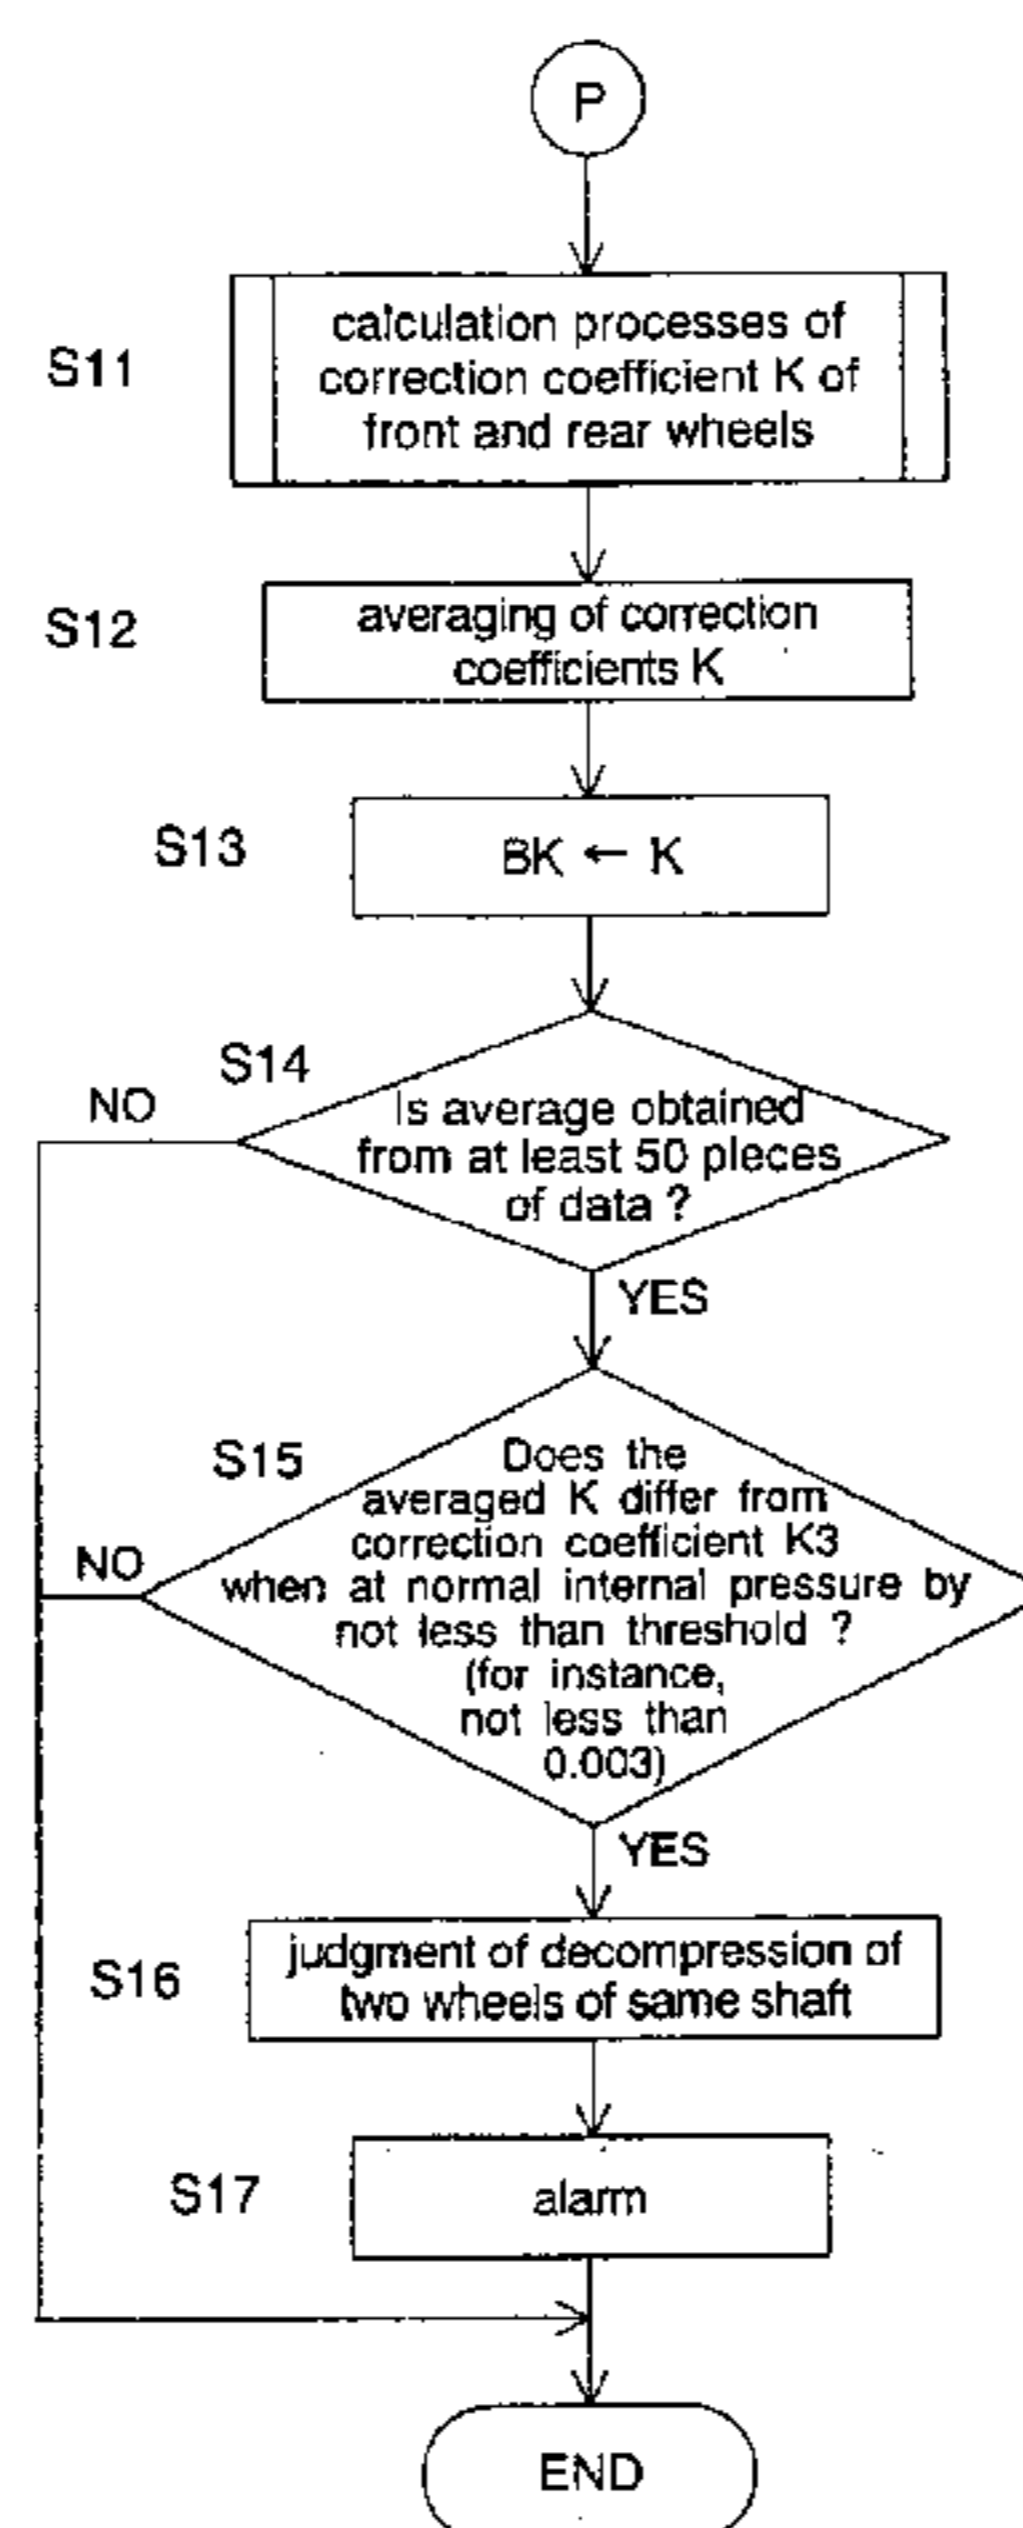 P
S11
calculation processes of
correction coefficient K of
front and rear wheels
S12
averaging of correction
coefficients K
S13
BK ← K
S14
NO
Is average obtained
from at least 50 pieces
of data ?
YES
S15
NO
Does the
averaged K differ from
correction coefficient K3
when at normal internal pressure by
not less than threshold ?
(for instance,
not less than
0.003)
YES
S16
judgment of decompression of
two wheels of same shaft
S17
alarm
END